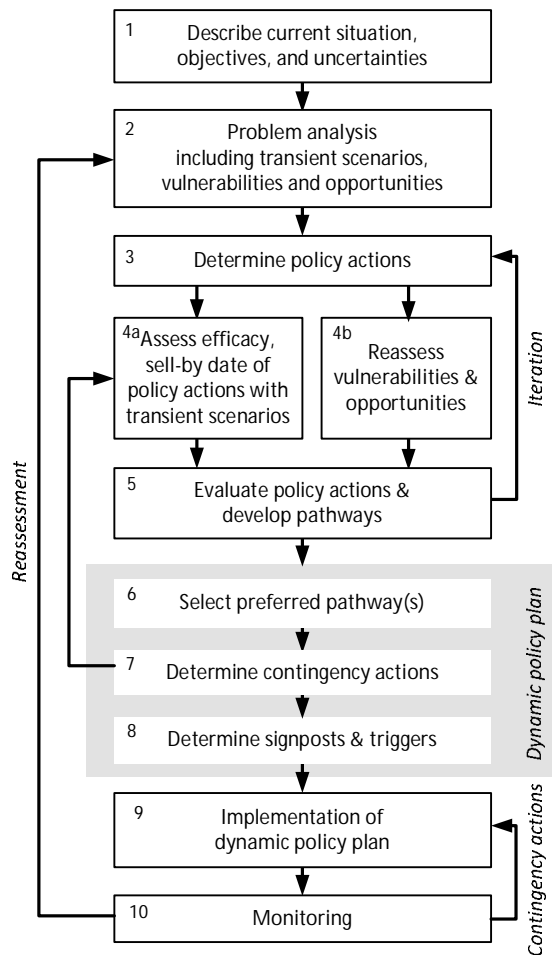 1
Describe current situation,
objectives, and uncertainties
2
Problem analysis
including transient scenarios,
vulnerabilities and opportunities
3
Determine policy actions
4a Assess efficacy,
sell-by date of
policy actions with
transient scenarios
4b
Reassess
vulnerabilities &
opportunities
Iteration
5
Evaluate policy actions &
develop pathways
Reassessment
6
Select preferred pathway(s)
7
Determine contingency actions
8
Determine signposts & triggers
Dynamic policy plan
9
Implementation of
dynamic policy plan
10
Monitoring
Contingency actions